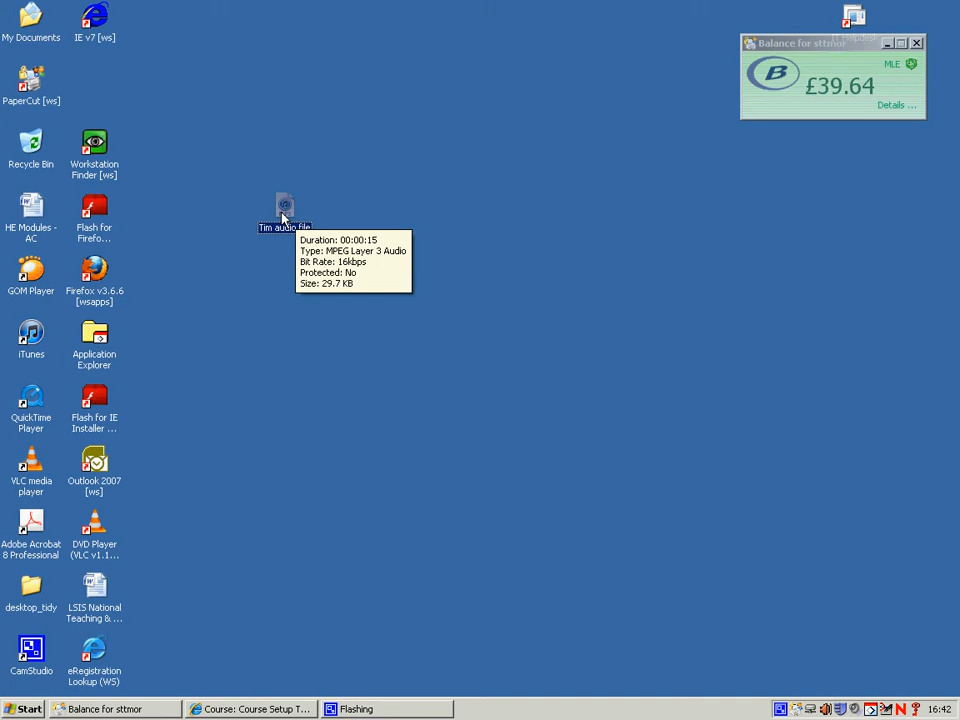 My Documents
IE v7 [ws]
PaperCut [ws]
Recycle Bin
Workstation
Finder [ws]
HE Modules -
AC
Flash for
Firefo...
GOM Player
Firefox v3.6.6
[wsapps]
iTunes
Application
Explorer
QuickTime
Player
Flash for IE
Installer ...
VLC media
player
Outlook 2007
[ws]
Adobe Acrobat
8 Professional
DVD Player
(VLC v1.1...
desktop_tidy
LSIS National
Teaching & ...
CamStudio
eRegistration
Lookup (WS)
Tim audio file
Duration: 00:00:15
Type: MPEG Layer 3 Audio
Bit Rate: 16kbps
Protected: No
Size: 29.7 KB
Balance for sttmor
B
MLE
£39.64
Details ...
Start
Balance for sttmor
Course: Course Setup T...
Flashing
16:42